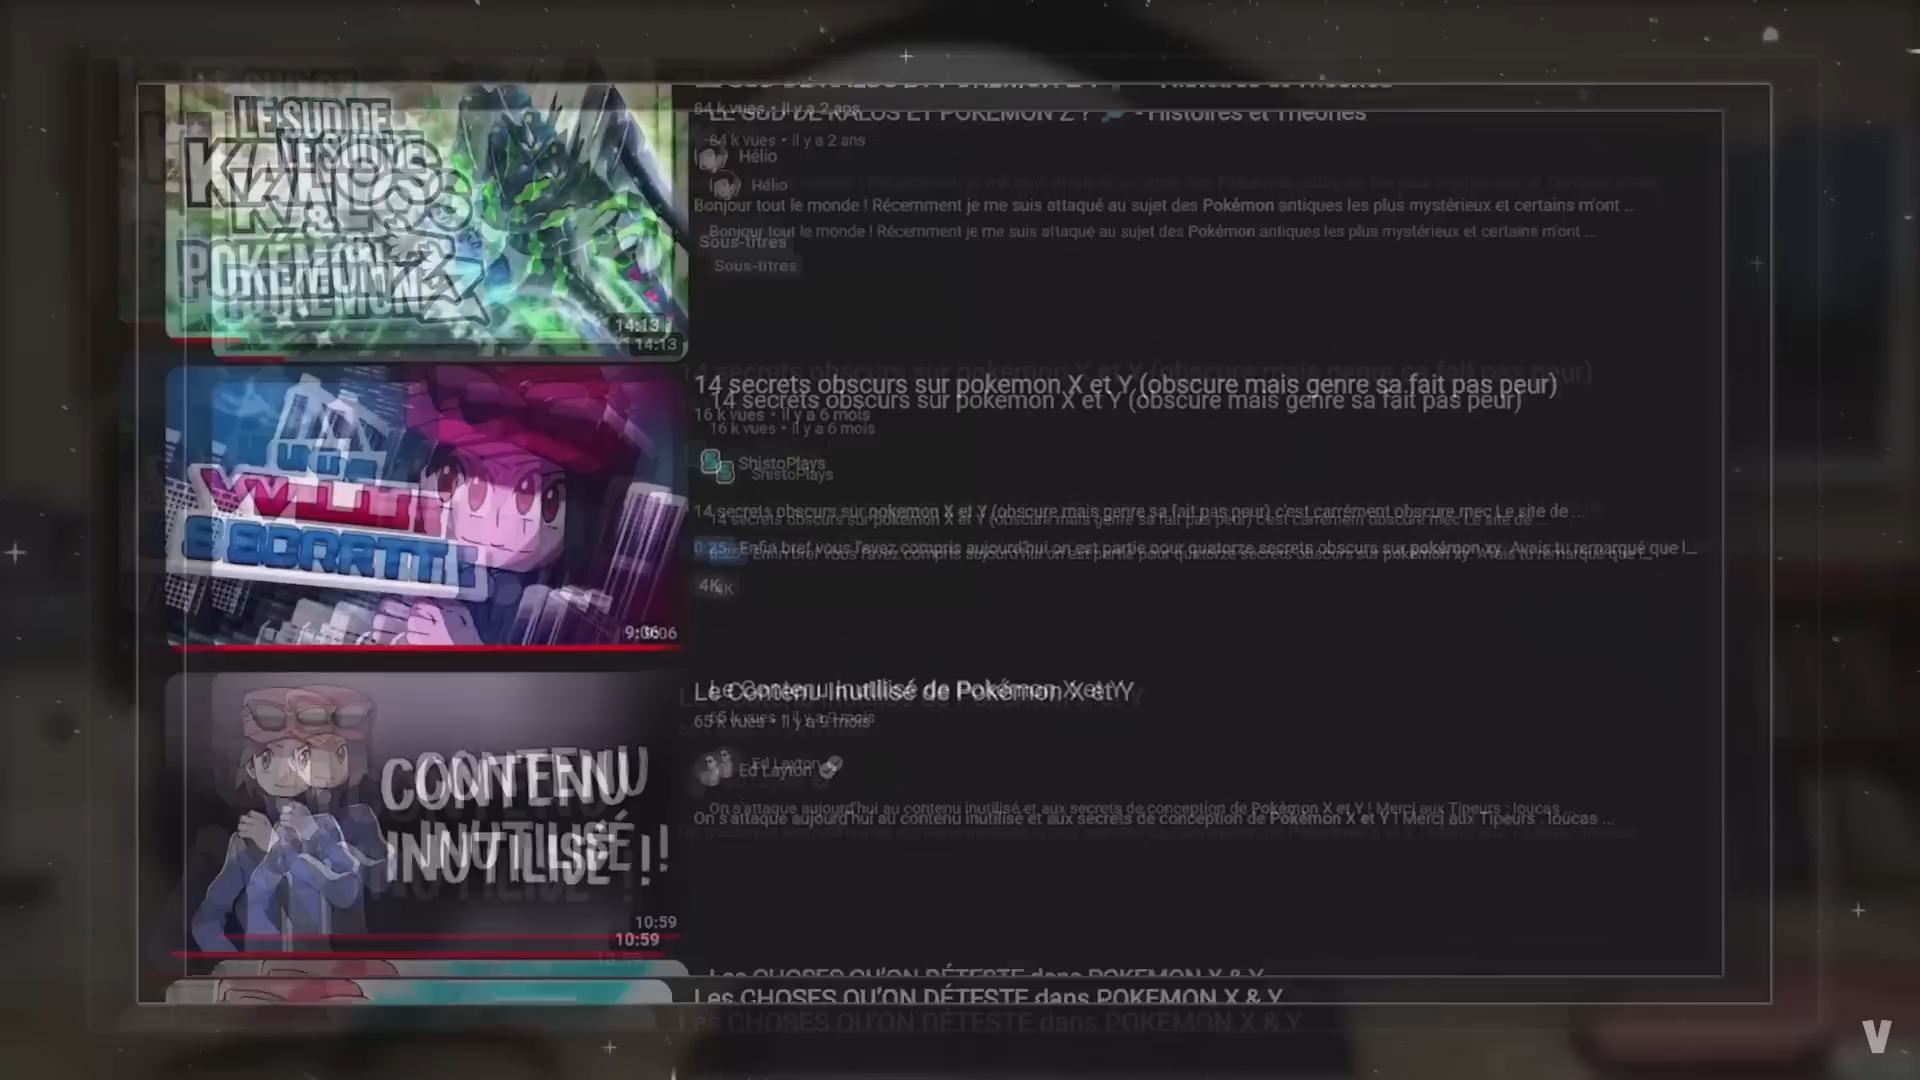 LE SUD DE
KALOS
&
POKÉMON Z
14:13
LE SUD DE KALOS ET POKÉMON Z ? - Histoires et Théories
84 k vues • il y a 2 ans
Hélio
Bonjour tout le monde ! Récemment je me suis attaqué au sujet des Pokémon antiques les plus mystérieux et certains m'ont ...
Sous-titres
UNE
VILLE
SECRÈTE
9:06
14 secrets obscurs sur pokemon X et Y (obscure mais genre sa fait pas peur)
16 k vues • il y a 6 mois
ShistoPlays
14 secrets obscurs sur pokemon X et Y (obscure mais genre sa fait pas peur) c'est carrément obscure mec Le site de ...
0:25 Enfin bref vous l'avez compris aujourd'hui on est partie pour quatorze secrets obscurs sur pokémon xy. Avais tu remarqué que l...
4K
CONTENU
INUTILISÉ !!
10:59
Le Contenu Inutilisé de Pokémon X et Y
65 k vues • il y a 9 mois
Ed Layton
On s'attaque aujourd'hui au contenu inutilisé et aux secrets de conception de Pokémon X et Y ! Merci aux Tipeurs : loucas ...
Les CHOSES QU'ON DÉTESTE dans POKEMON X & Y
V